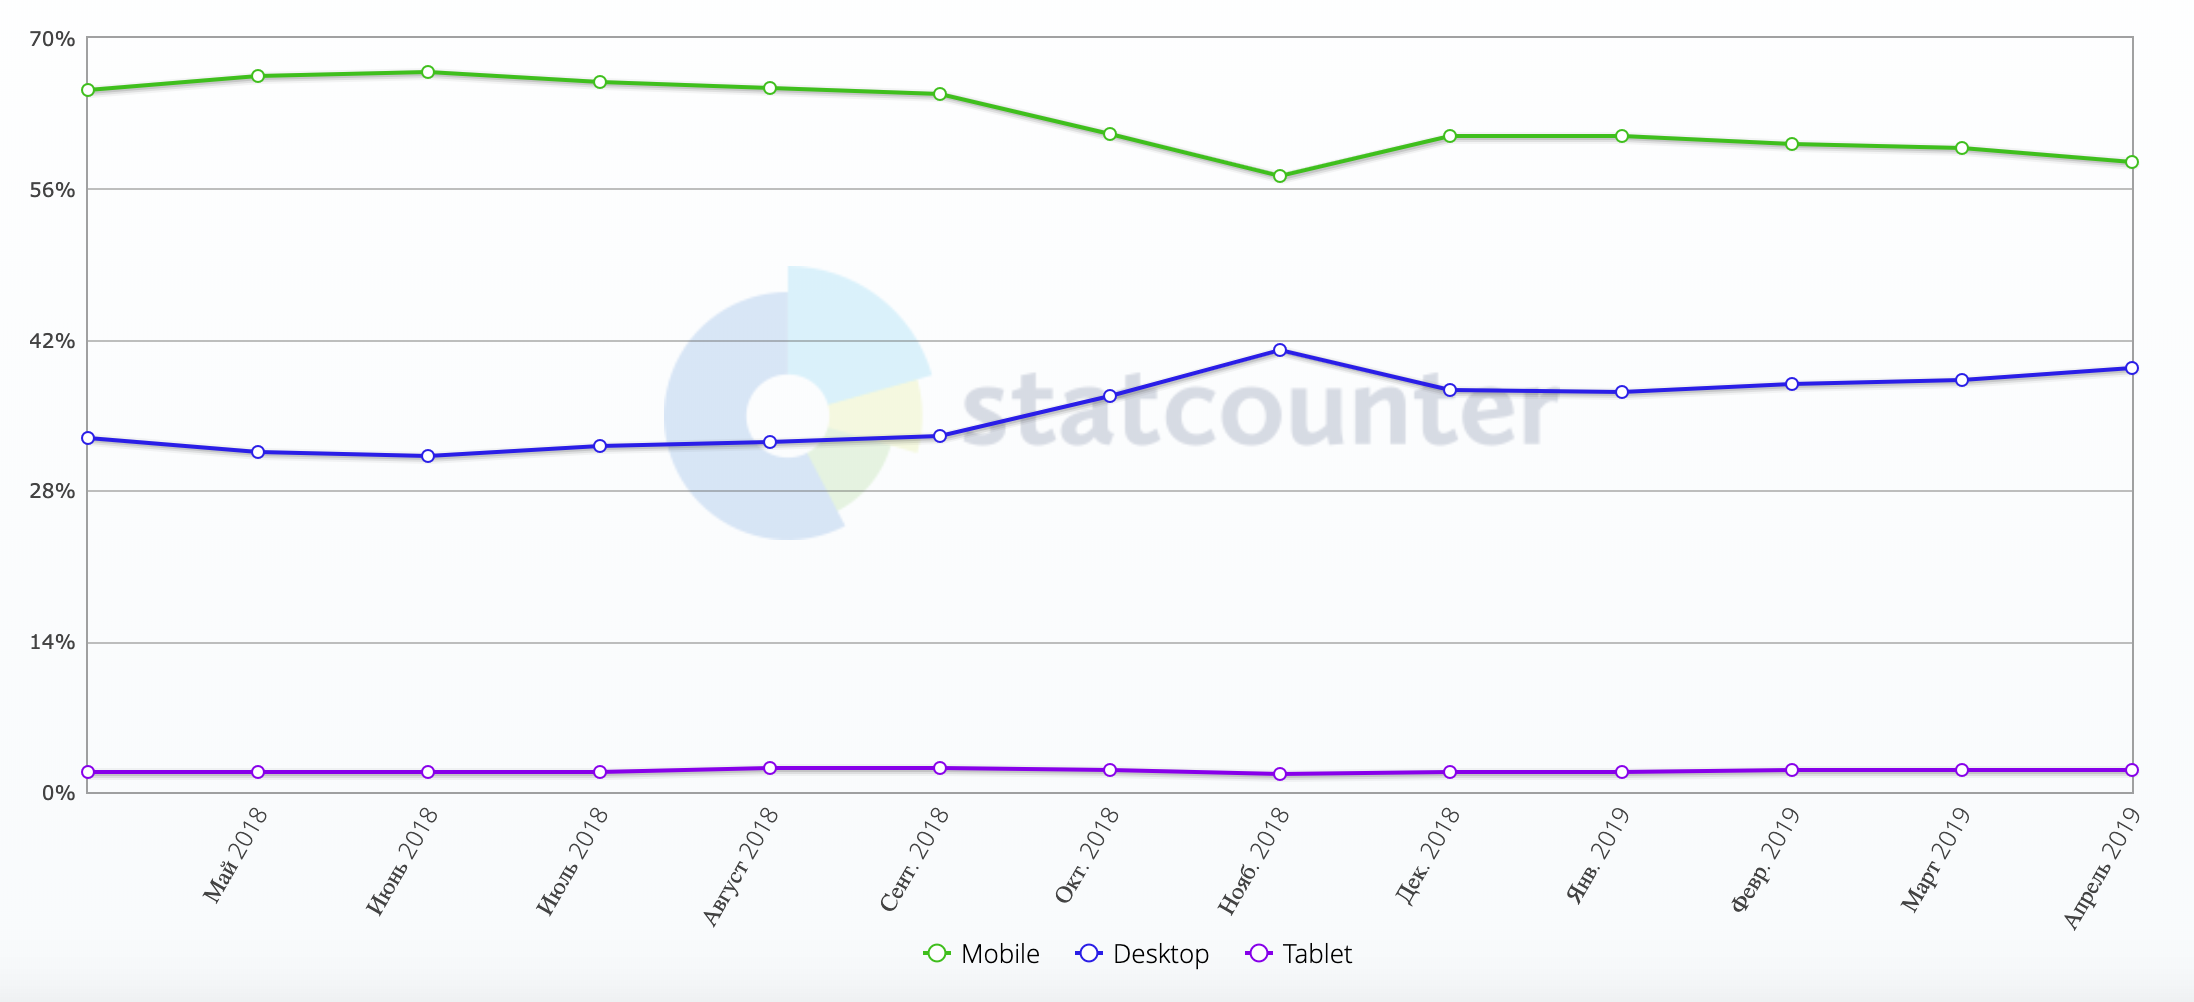 70%
56%
42%
28%
14%
0%
statcounter
Май 2018
Июнь 2018
Июль 2018
Август 2018
Сент. 2018
Окт. 2018
Нояб. 2018
Дек. 2018
Янв. 2019
Февр. 2019
Март 2019
Апрель 2019
Mobile Desktop Tablet